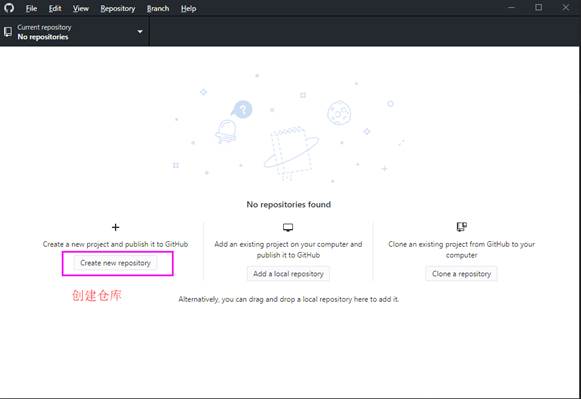 File Edit View Repository Branch Help
Current repository
No repositories
?
No repositories found
Create a new project and publish it to GitHub
Create new repository
Add an existing project on your computer and
publish it to GitHub
Add a local repository
Clone an existing project from GitHub to your
computer
Clone a repository
创建仓库
Alternatively, you can drag and drop a local repository here to add it.